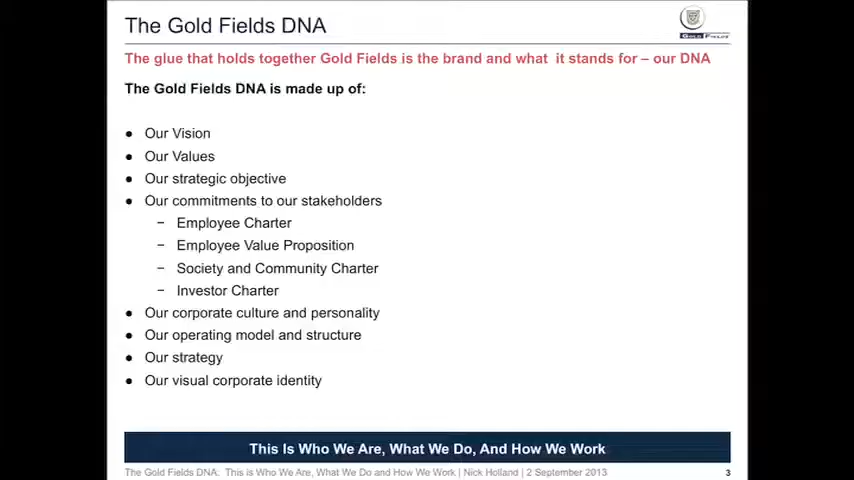 The Gold Fields DNA
GOLD FIELDS
The glue that holds together Gold Fields is the brand and what  it stands for – our DNA
The Gold Fields DNA is made up of:
● Our Vision
● Our Values
● Our strategic objective
● Our commitments to our stakeholders
− Employee Charter
− Employee Value Proposition
− Society and Community Charter
− Investor Charter
● Our corporate culture and personality
● Our operating model and structure
● Our strategy
● Our visual corporate identity
This Is Who We Are, What We Do, And How We Work
The Gold Fields DNA:  This is Who We Are, What We Do and How We Work | Nick Holland | 2 September 2013
3